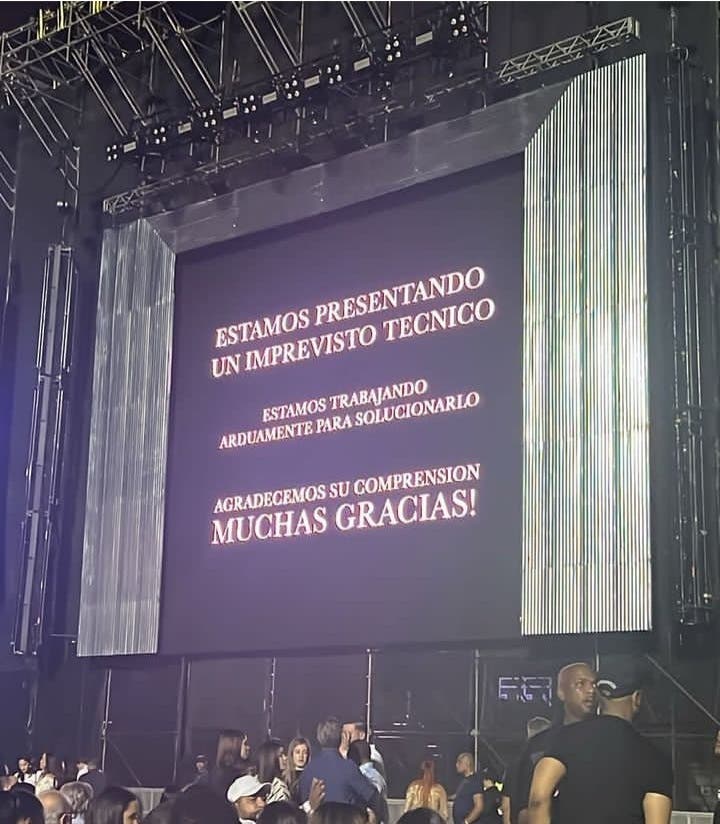 ESTAMOS PRESENTANDO
UN IMPREVISTO TECNICO
ESTAMOS TRABAJANDO
ARDUAMENTE PARA SOLUCIONARLO
AGRADECEMOS SU COMPRENSION
MUCHAS GRACIAS!